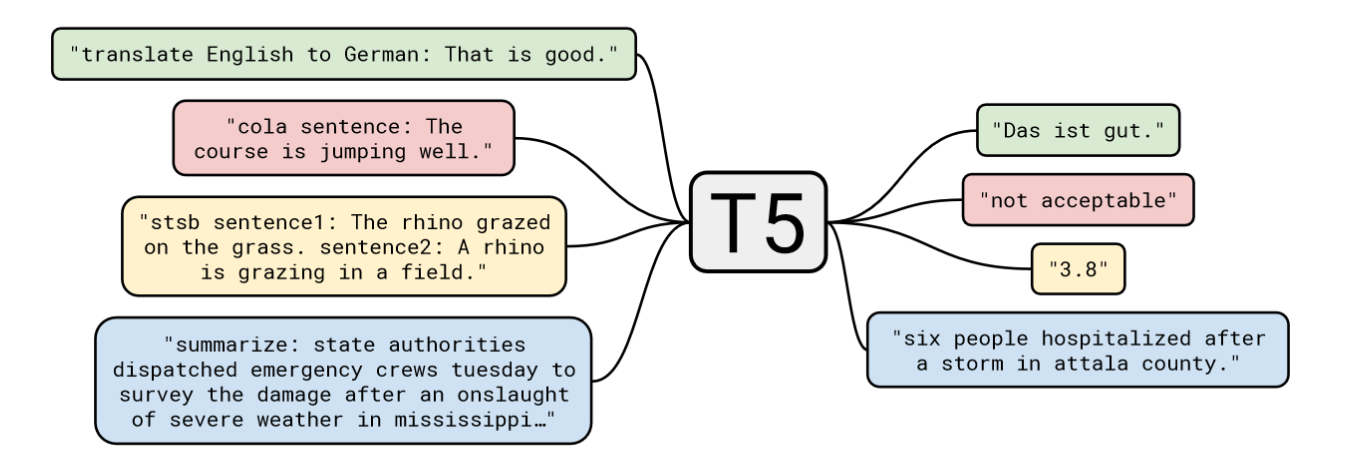 "translate English to German: That is good."
"cola sentence: The
course is jumping well."
"stsb sentence1: The rhino grazed
on the grass. sentence2: A rhino
is grazing in a field."
"summarize: state authorities
dispatched emergency crews tuesday to
survey the damage after an onslaught
of severe weather in mississippi…"
T5
"Das ist gut."
"not acceptable"
"3.8"
"six people hospitalized after
a storm in attala county."